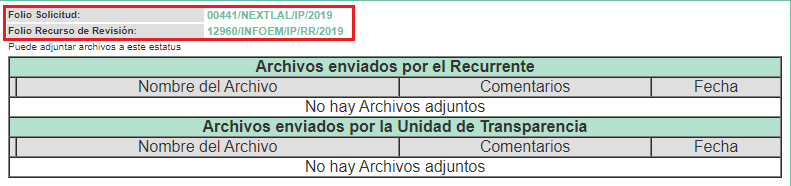 Folio Solicitud: 00441/NEXTLAL/IP/2019
Folio Recurso de Revisión: 12960/INFOEM/IP/RR/2019
Puede adjuntar archivos a este estatus
Archivos enviados por el Recurrente
Nombre del Archivo Comentarios Fecha
No hay Archivos adjuntos
Archivos enviados por la Unidad de Transparencia
Nombre del Archivo Comentarios Fecha
No hay Archivos adjuntos